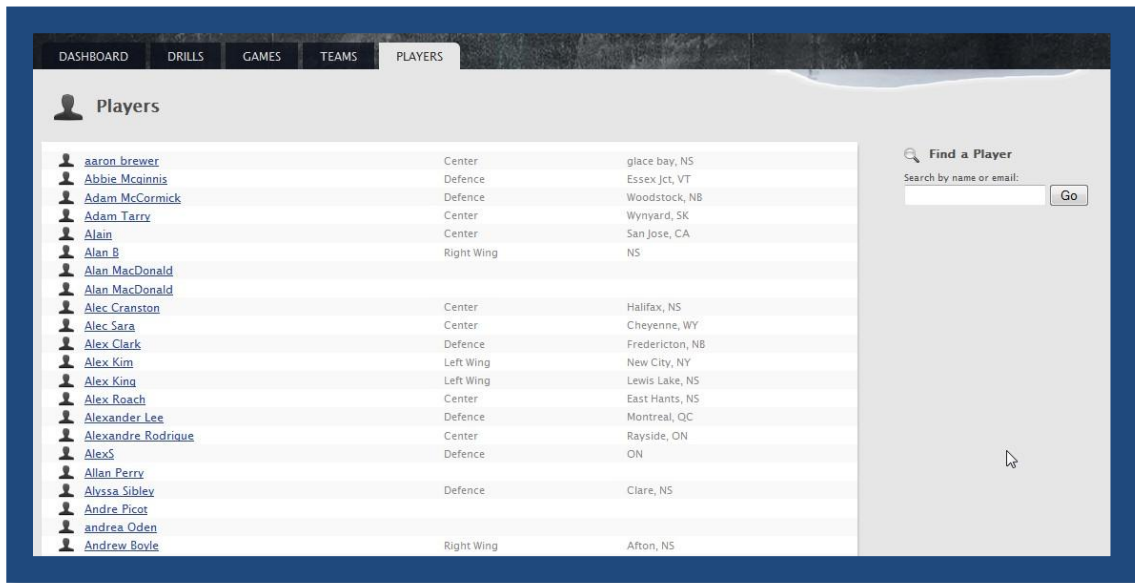 DASHBOARD DRILLS GAMES TEAMS PLAYERS
Players
aaron brewer Center glace bay, NS
Abbie Mcginnis Defence Essex Jct, VT
Adam McCormick Defence Woodstock, NB
Adam Tarry Center Wynyard, SK
AJain Center San Jose, CA
Alan B Right Wing NS
Alan MacDonald
Alan MacDonald
Alec Cranston Center Halifax, NS
Alec Sara Center Cheyenne, WY
Alex Clark Defence Fredericton, NB
Alex Kim Left Wing New City, NY
Alex King Left Wing Lewis Lake, NS
Alex Roach Center East Hants, NS
Alexander Lee Defence Montreal, QC
Alexandre Rodrigue Center Rayside, ON
AlexS Defence ON
Allan Perry
Alyssa Sibley Defence Clare, NS
Andre Picot
andrea Oden
Andrew Boyle Right Wing Afton, NS
Find a Player
Search by name or email:
Go